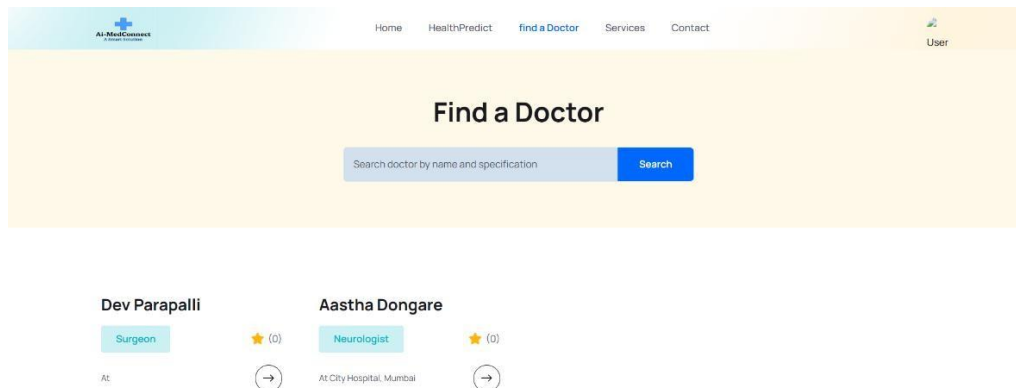 Ai-MedConnect
Home HealthPredict find a Doctor Services Contact
User
Find a Doctor
Search doctor by name and specification Search
Dev Parapalli
Surgeon (0)
At
Aastha Dongare
Neurologist (0)
At City Hospital, Mumbai